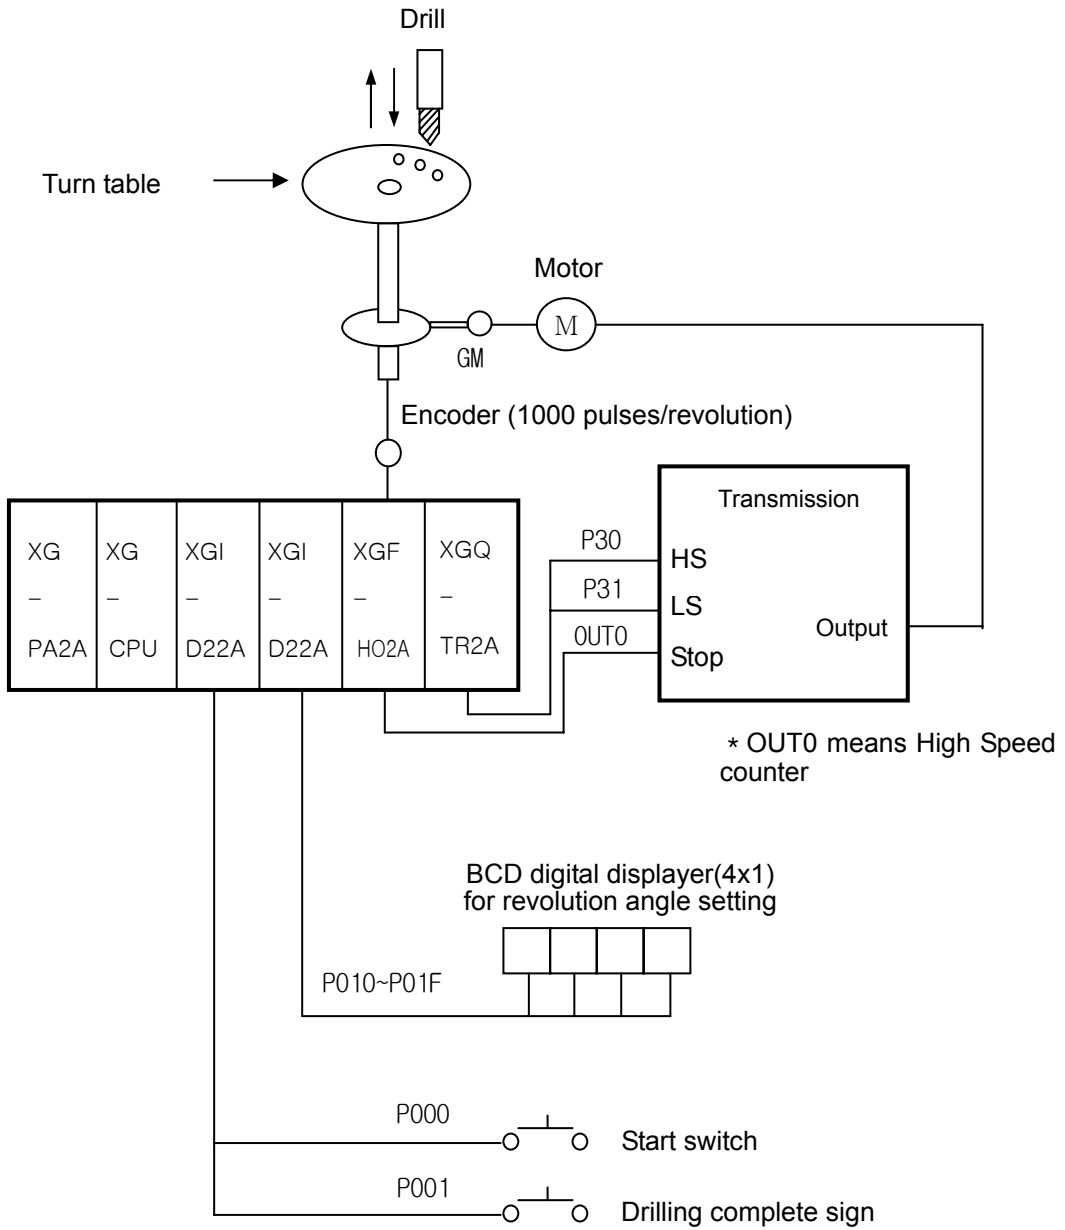 Drill
Turn table
Motor
M
GM
Encoder (1000 pulses/revolution)
XG XG XGI XGI XGF XGQ
– – – – – –
PA2A CPU D22A D22A HO2A TR2A
Transmission
P30
HS
P31
LS
OUT0
Output
Stop
* OUT0 means High Speed
counter
BCD digital displayer(4x1)
for revolution angle setting
P010~P01F
P000
Start switch
P001
Drilling complete sign